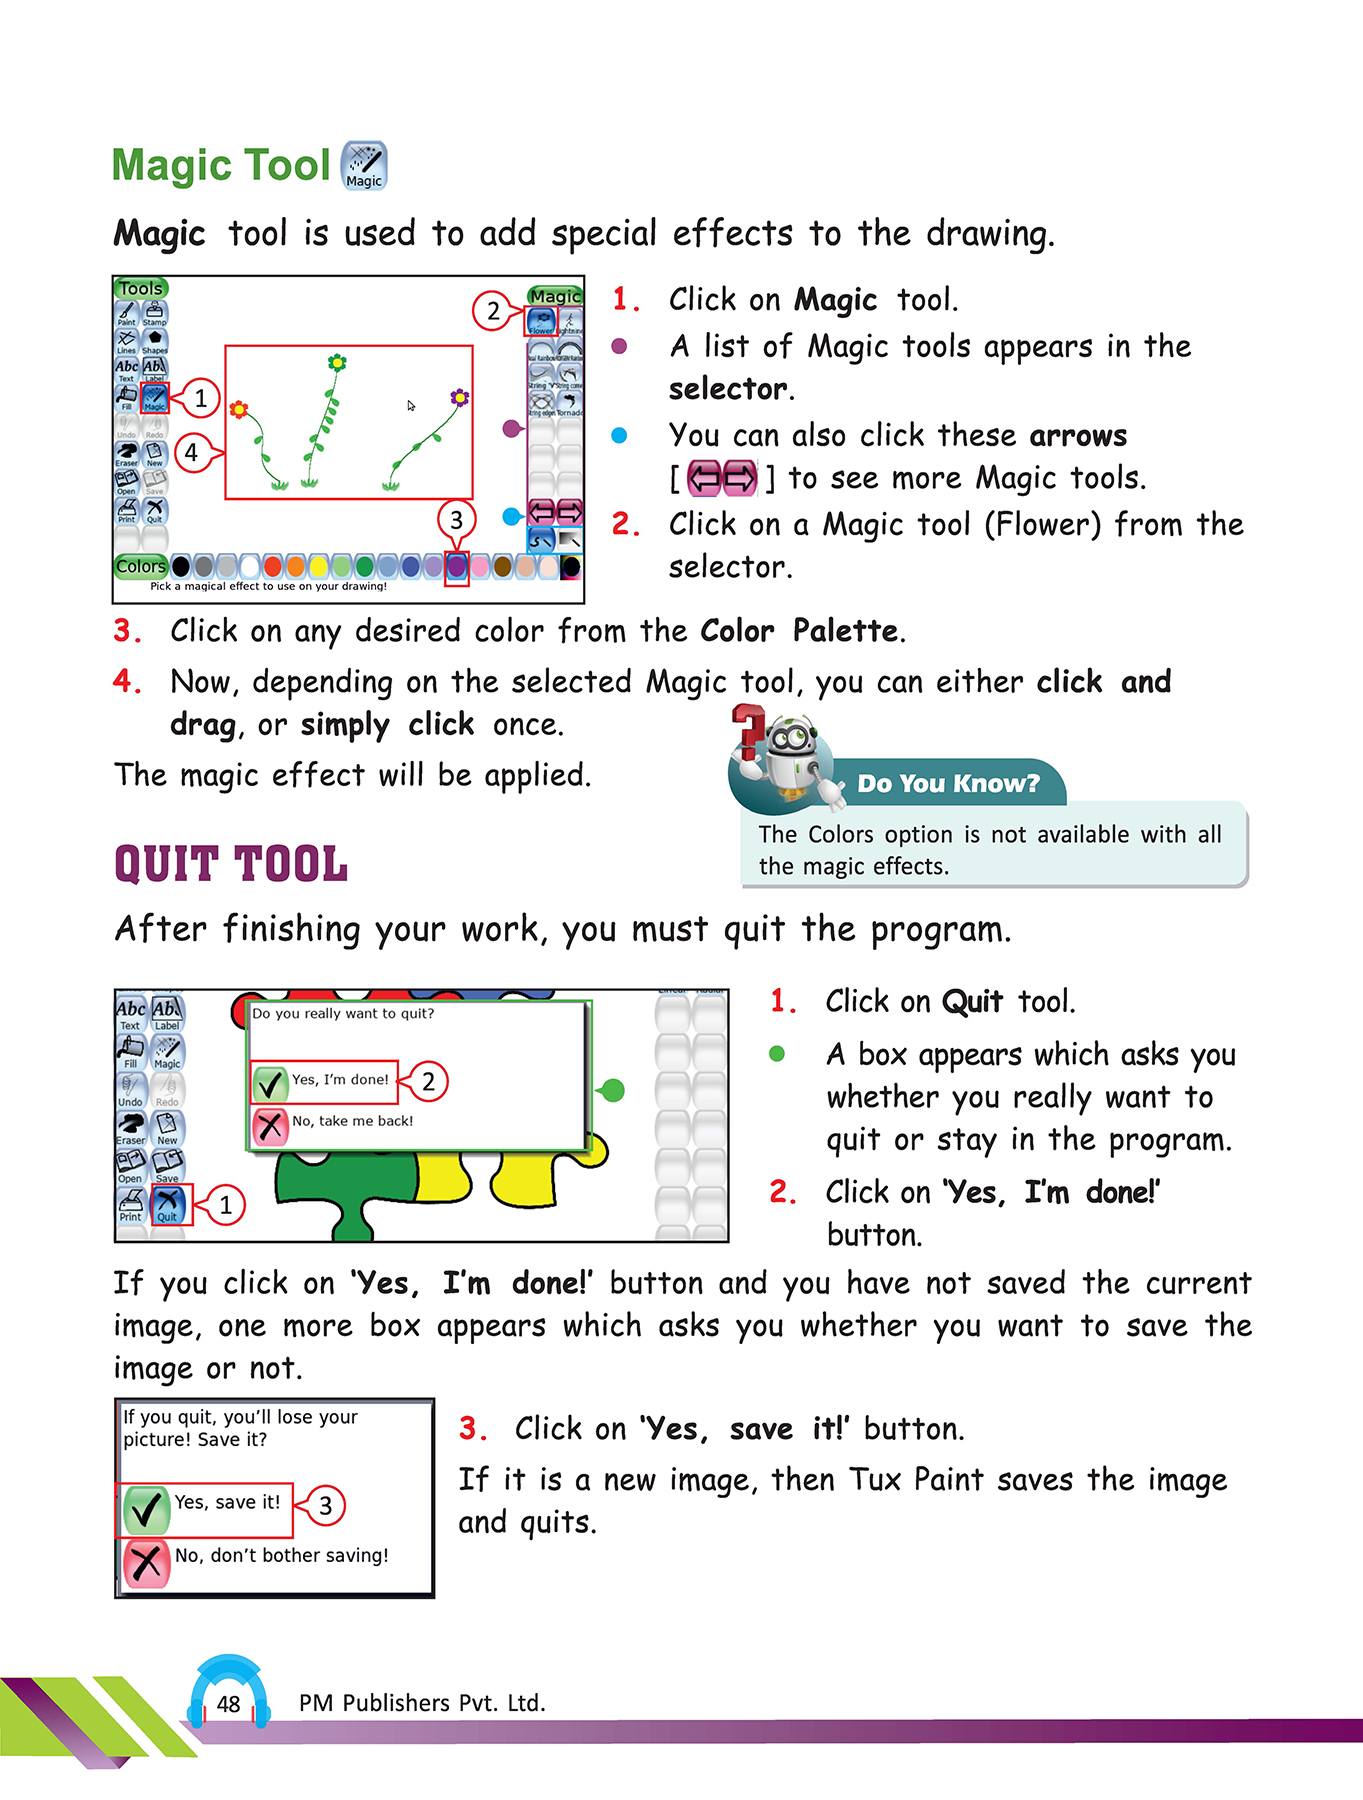 Magic Tool
Magic
Magic tool is used to add special effects to the drawing.
Tools
Paint Stamp
Lines Shapes
Abc Abc
Text Label
Fill Magic
Undo Redo
Eraser New
Open Save
Print Quit
Colors
Pick a magical effect to use on your drawing!
Magic
Flower Lightning
String edges Tornado
1
2
3
4
1. Click on Magic tool.
A list of Magic tools appears in the
selector.
You can also click these arrows
[ ] to see more Magic tools.
2. Click on a Magic tool (Flower) from the
selector.
3. Click on any desired color from the Color Palette.
4. Now, depending on the selected Magic tool, you can either click and
drag, or simply click once.
The magic effect will be applied.
?
Do You Know?
The Colors option is not available with all
the magic effects.
QUIT TOOL
After finishing your work, you must quit the program.
Abc Abc
Text Label
Fill Magic
Undo Redo
Eraser New
Open Save
Print Quit
Do you really want to quit?
Yes, I'm done!
No, take me back!
1
2
1. Click on Quit tool.
A box appears which asks you
whether you really want to
quit or stay in the program.
2. Click on ‘Yes, I’m done!’
button.
If you click on ‘Yes, I’m done!’ button and you have not saved the current
image, one more box appears which asks you whether you want to save the
image or not.
If you quit, you’ll lose your
picture! Save it?
Yes, save it!
No, don’t bother saving!
3
3. Click on ‘Yes, save it!’ button.
If it is a new image, then Tux Paint saves the image
and quits.
48
PM Publishers Pvt. Ltd.